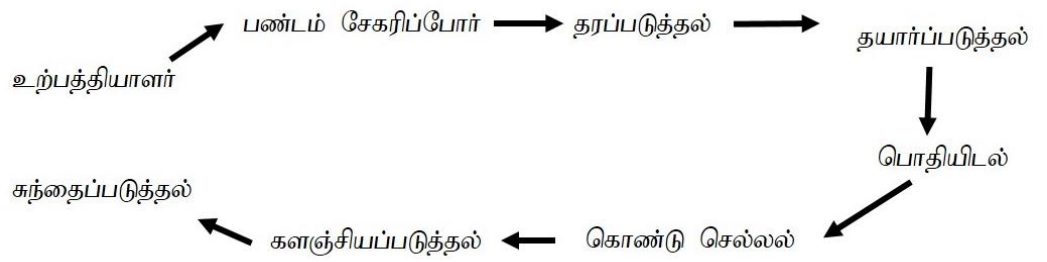 உற்பத்தியாளர்
பண்டம் சேகரிப்போர்
தரப்படுத்தல்
தயார்ப்படுத்தல்
பொதியிடல்
கொண்டு செல்லல்
களஞ்சியப்படுத்தல்
சுந்தைப்படுத்தல்